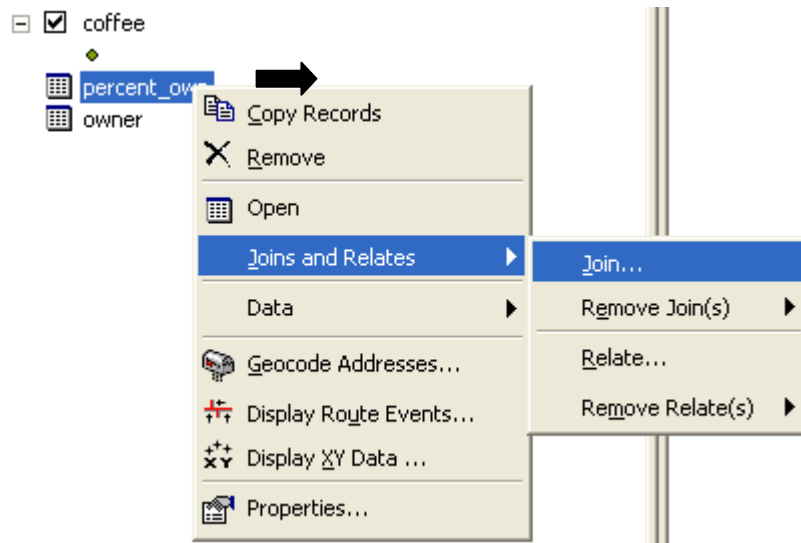 coffee
percent_own
owner
Copy Records
Remove
Open
Joins and Relates
Data
Geocode Addresses...
Display Route Events...
Display XY Data ...
Properties...
Join...
Remove Join(s)
Relate...
Remove Relate(s)